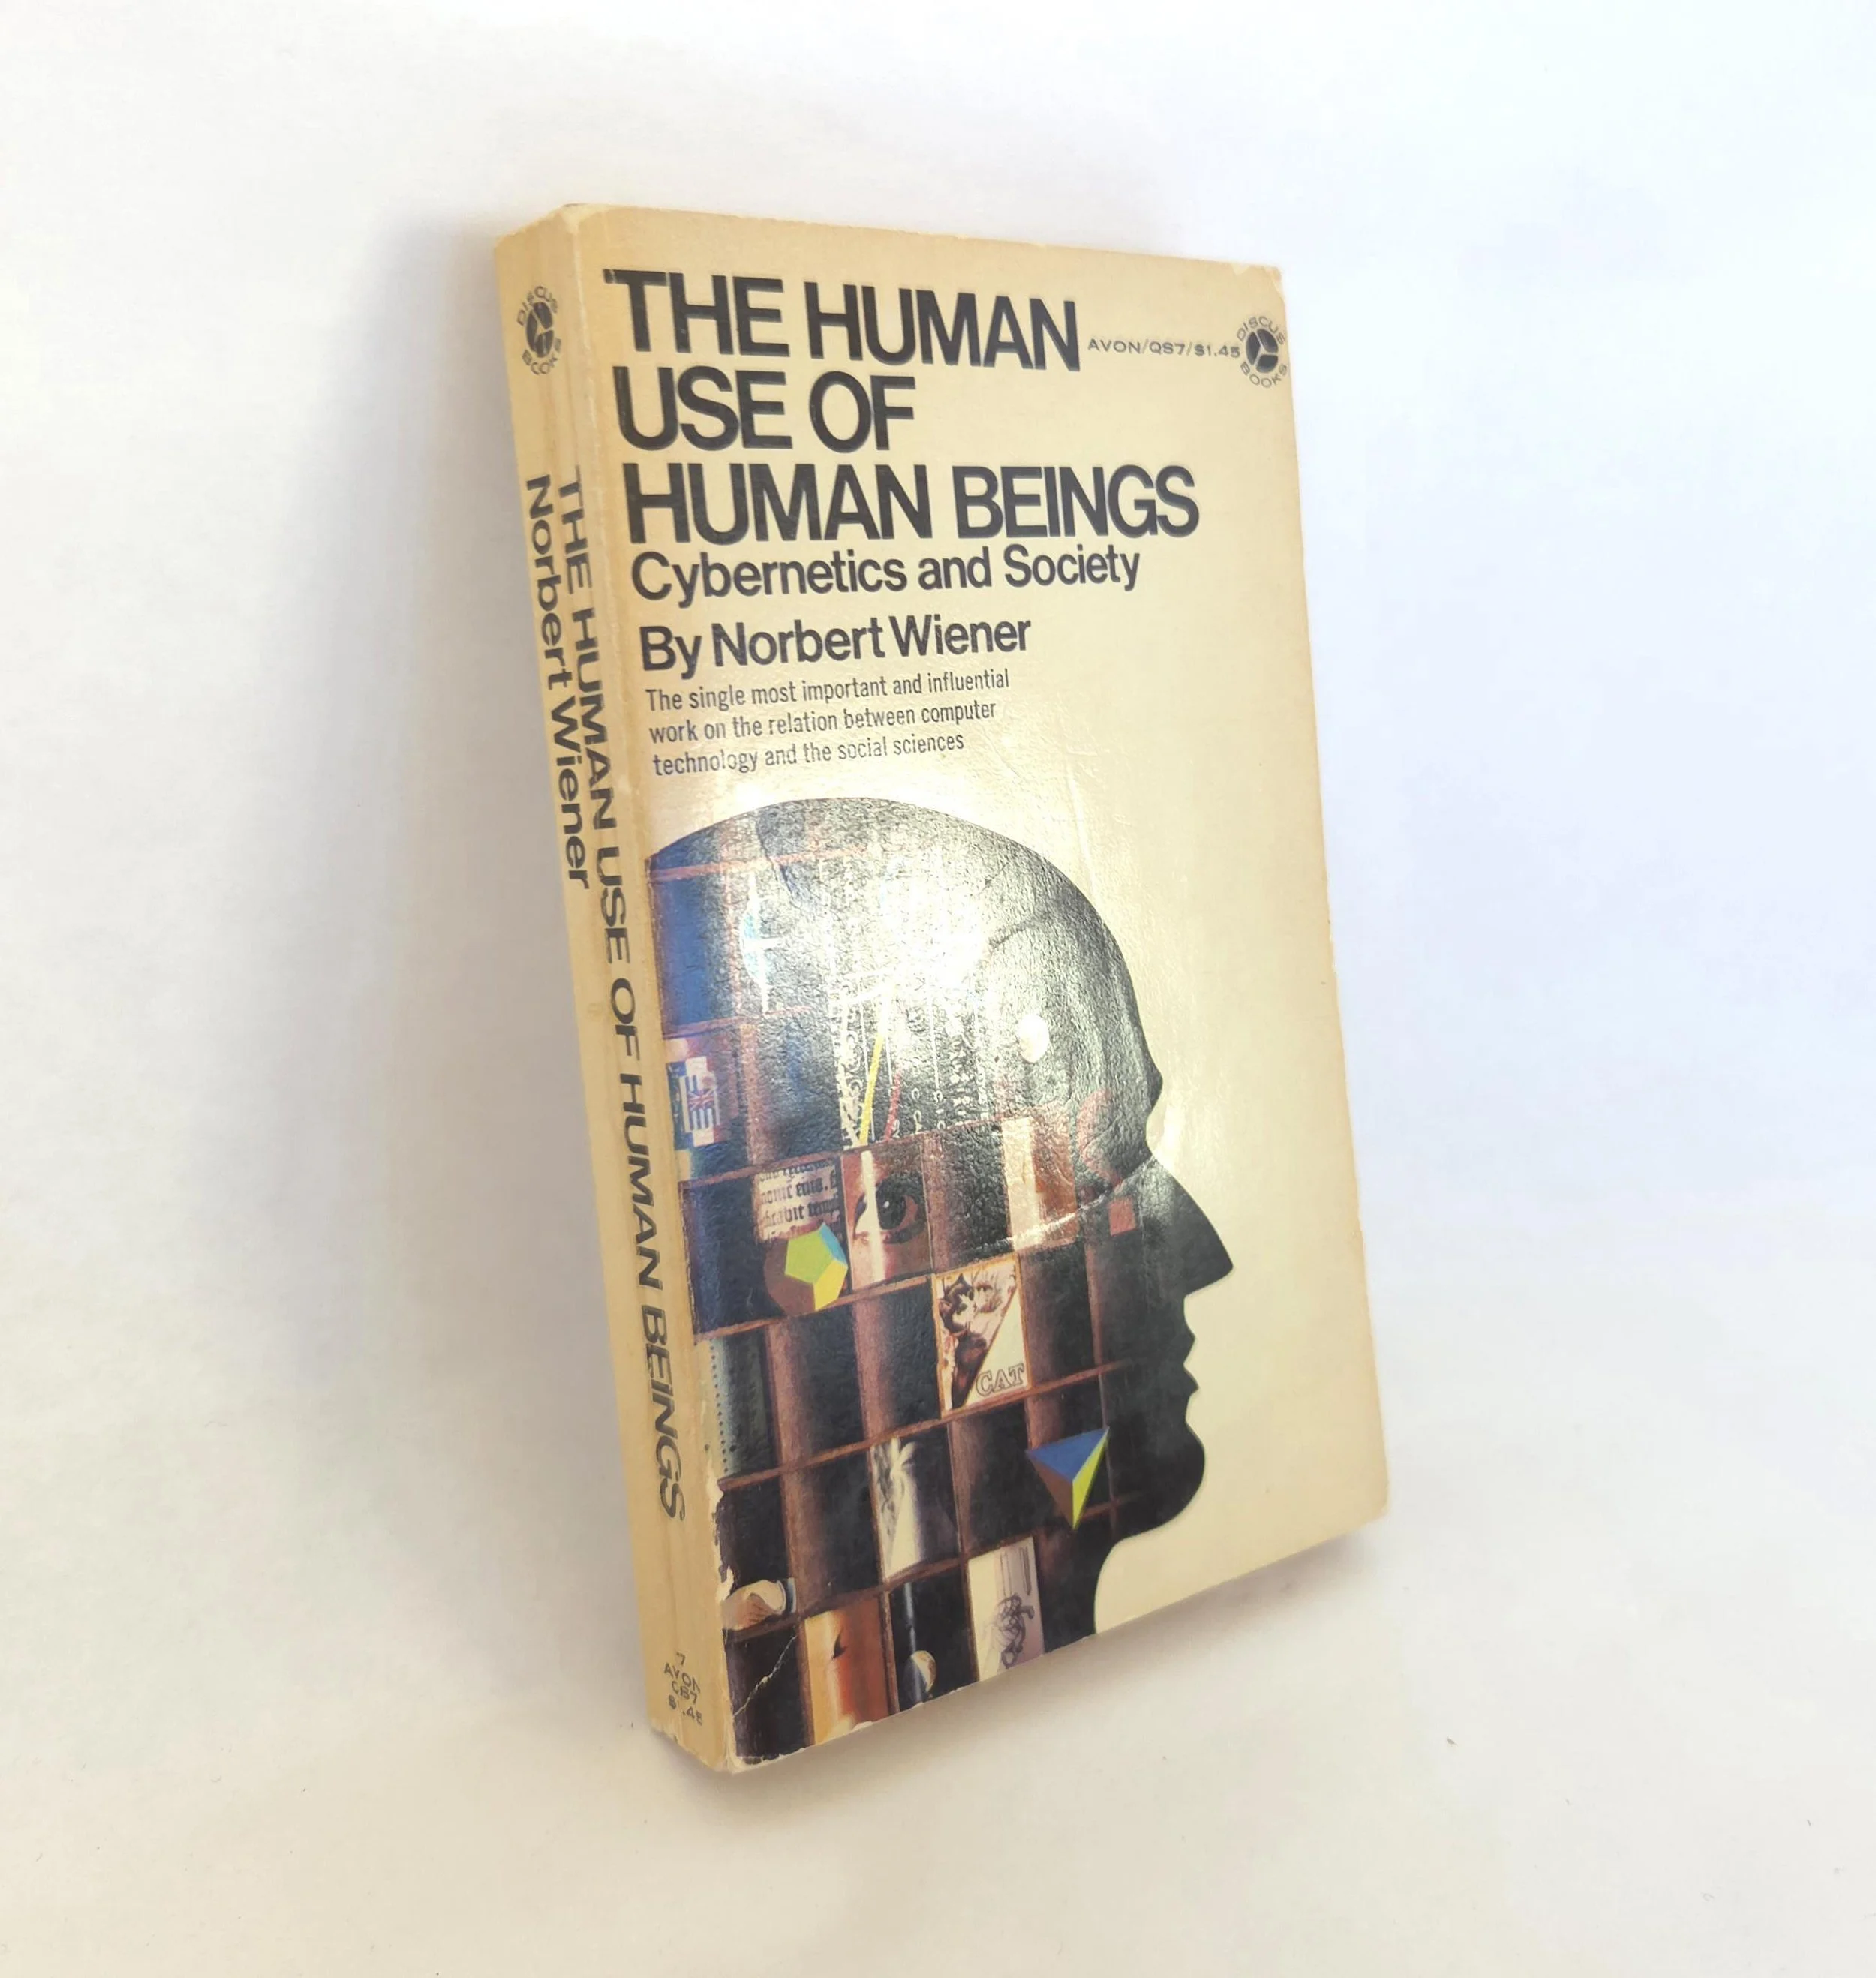 THE HUMAN
USE OF
HUMAN BEINGS
AVON/QS7/$1.45
DISCUS
BOOKS
Cybernetics and Society
By Norbert Wiener
The single most important and influential
work on the relation between computer
technology and the social sciences
CAT
DISCUS
BOOKS
THE HUMAN USE OF HUMAN BEINGS
Norbert Wiener
AVON
QS7